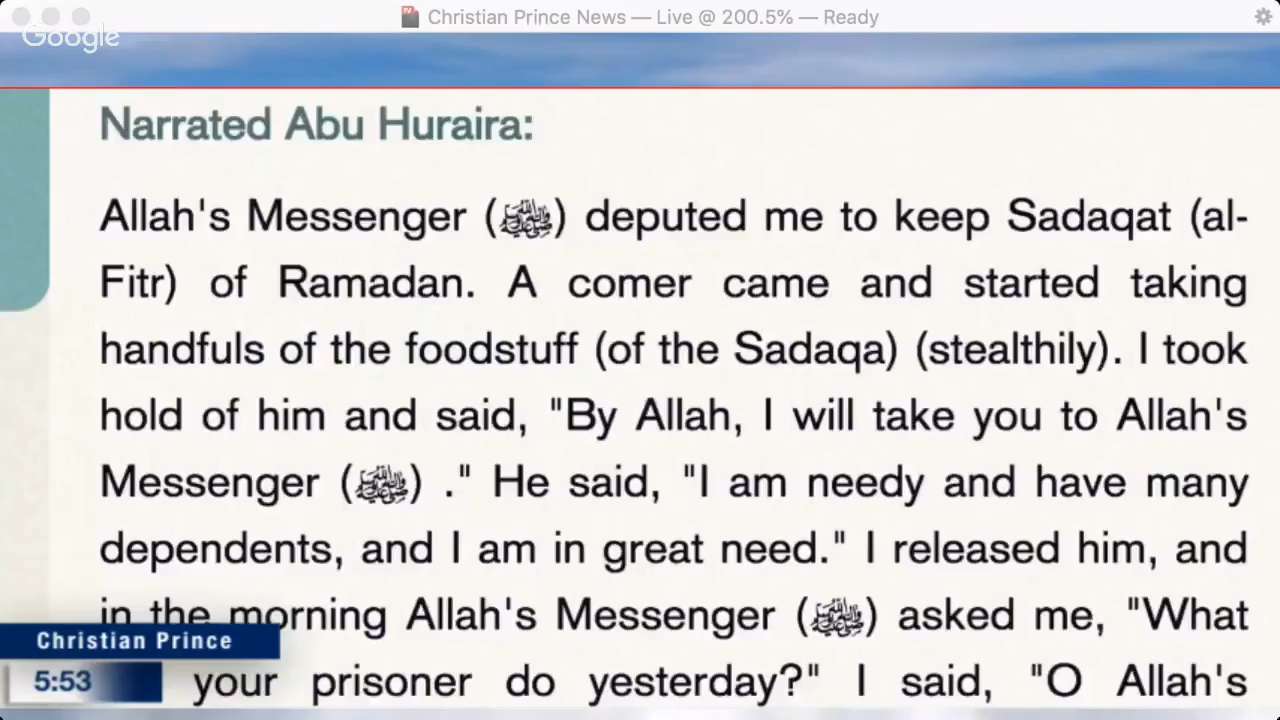 Christian Prince News — Live @ 200.5% — Ready
Google
Narrated Abu Huraira:
Allah's Messenger (ﷺ) deputed me to keep Sadaqat (al-
Fitr) of Ramadan. A comer came and started taking
handfuls of the foodstuff (of the Sadaqa) (stealthily). I took
hold of him and said, "By Allah, I will take you to Allah's
Messenger (ﷺ) ." He said, "I am needy and have many
dependents, and I am in great need." I released him, and
in the morning Allah's Messenger (ﷺ) asked me, "What
your prisoner do yesterday?" I said, "O Allah's
Christian Prince
5:53